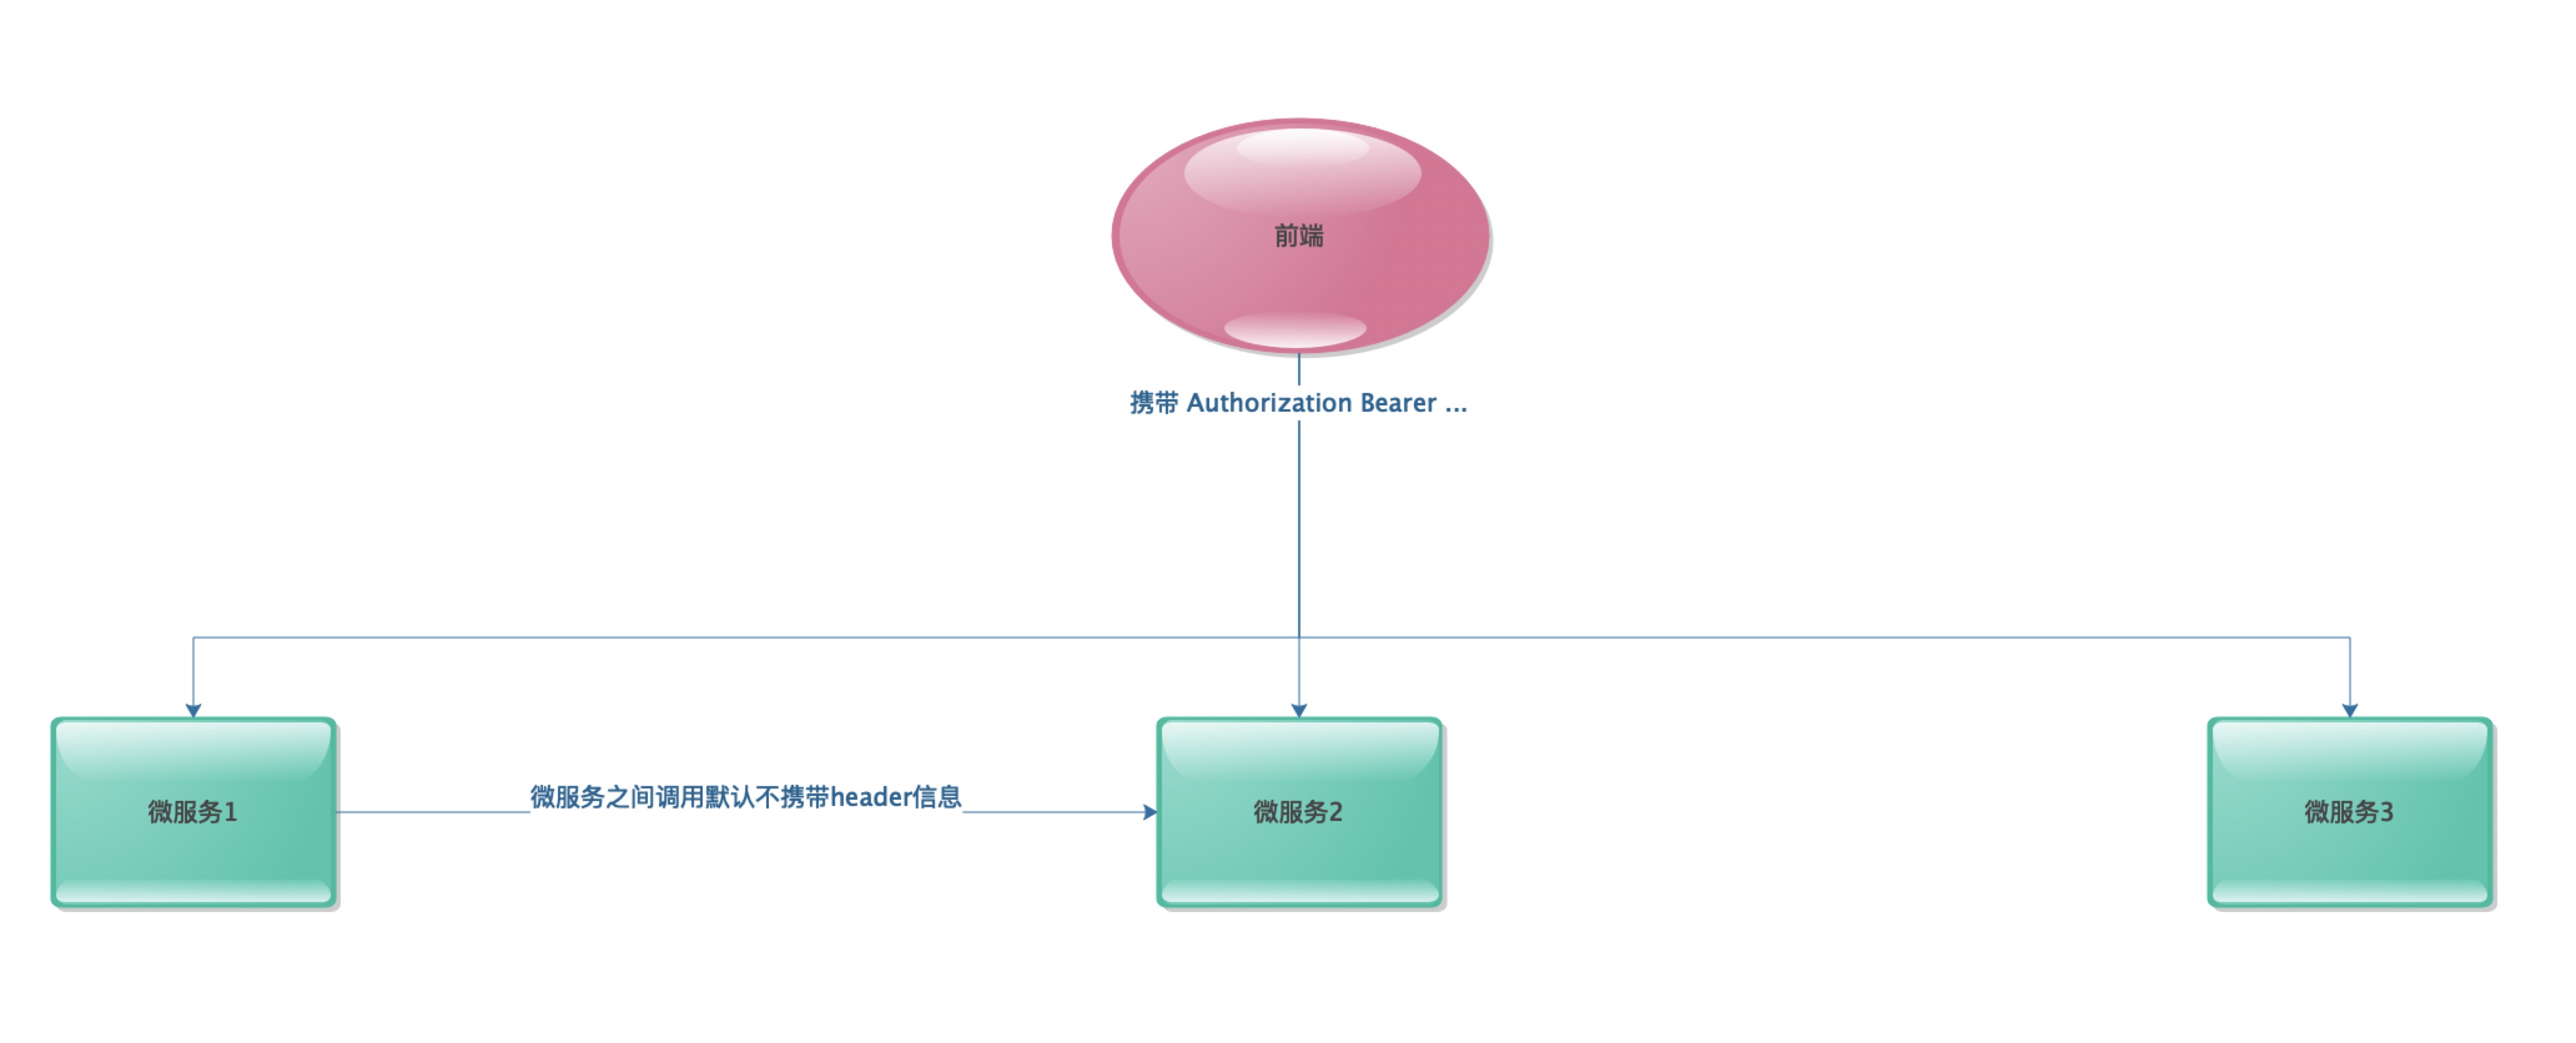 前端
携带 Authorization Bearer ...
微服务之间调用默认不携带header信息
微服务1
微服务2
微服务3